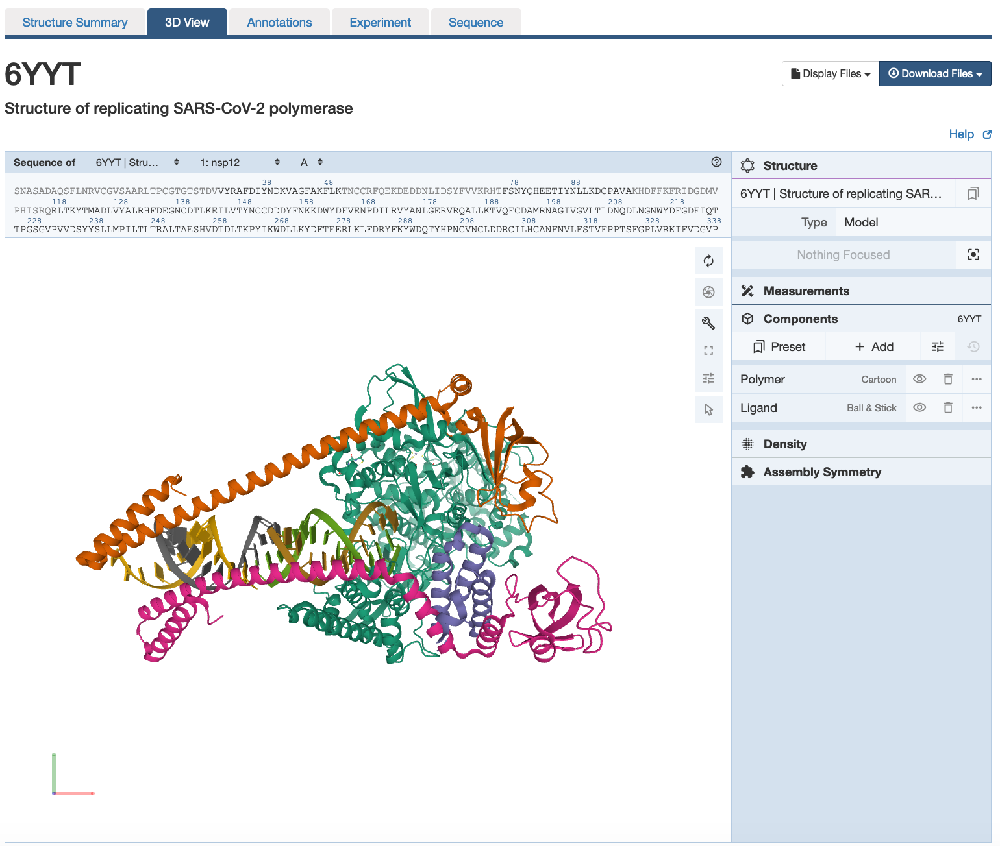 Structure Summary 3D View Annotations Experiment Sequence
6YYT
Display Files Download Files
Structure of replicating SARS-CoV-2 polymerase
Help
Sequence of 6YYT | Stru... 1: nsp12 A
38 48 78 88
SNASADAQSFLNRVCGVSAARLTPCGTGTSTDVVYRAFDIYNDKVAGFAKFLKTNCCRFQEKDEDDNLIDSYFVVKRHTFSNYQHEETIYNLLKDCPAVAKHDFFKFRIDGDMV
118 128 138 148 158 168 178 188 198 208 218
PHISRQRLTKYTMADLVYALRHFDEGNCDTLKEILVTYNCCDDDYFNKKDWYDFVENPDILRVYANLGERVRQALLKTVQFCDAMRNAGIVGVLTLDNQDLNGNWYDFGDFIQT
228 238 248 258 268 278 288 298 308 318 328 338
TPGSGVPVVDSYYSLLMPILTLTRALTAESHVDTDLTKPYIKWDLLKYDFTEERLKLFDRYFKYWDQTYHPNCVNCLDDRCILHCANFNVLFSTVFPPTSFGPLVRKIFVDGVP
Structure
6YYT | Structure of replicating SAR...
Type Model
Nothing Focused
Measurements
Components 6YYT
Preset Add
Polymer Cartoon
Ligand Ball & Stick
Density
Assembly Symmetry